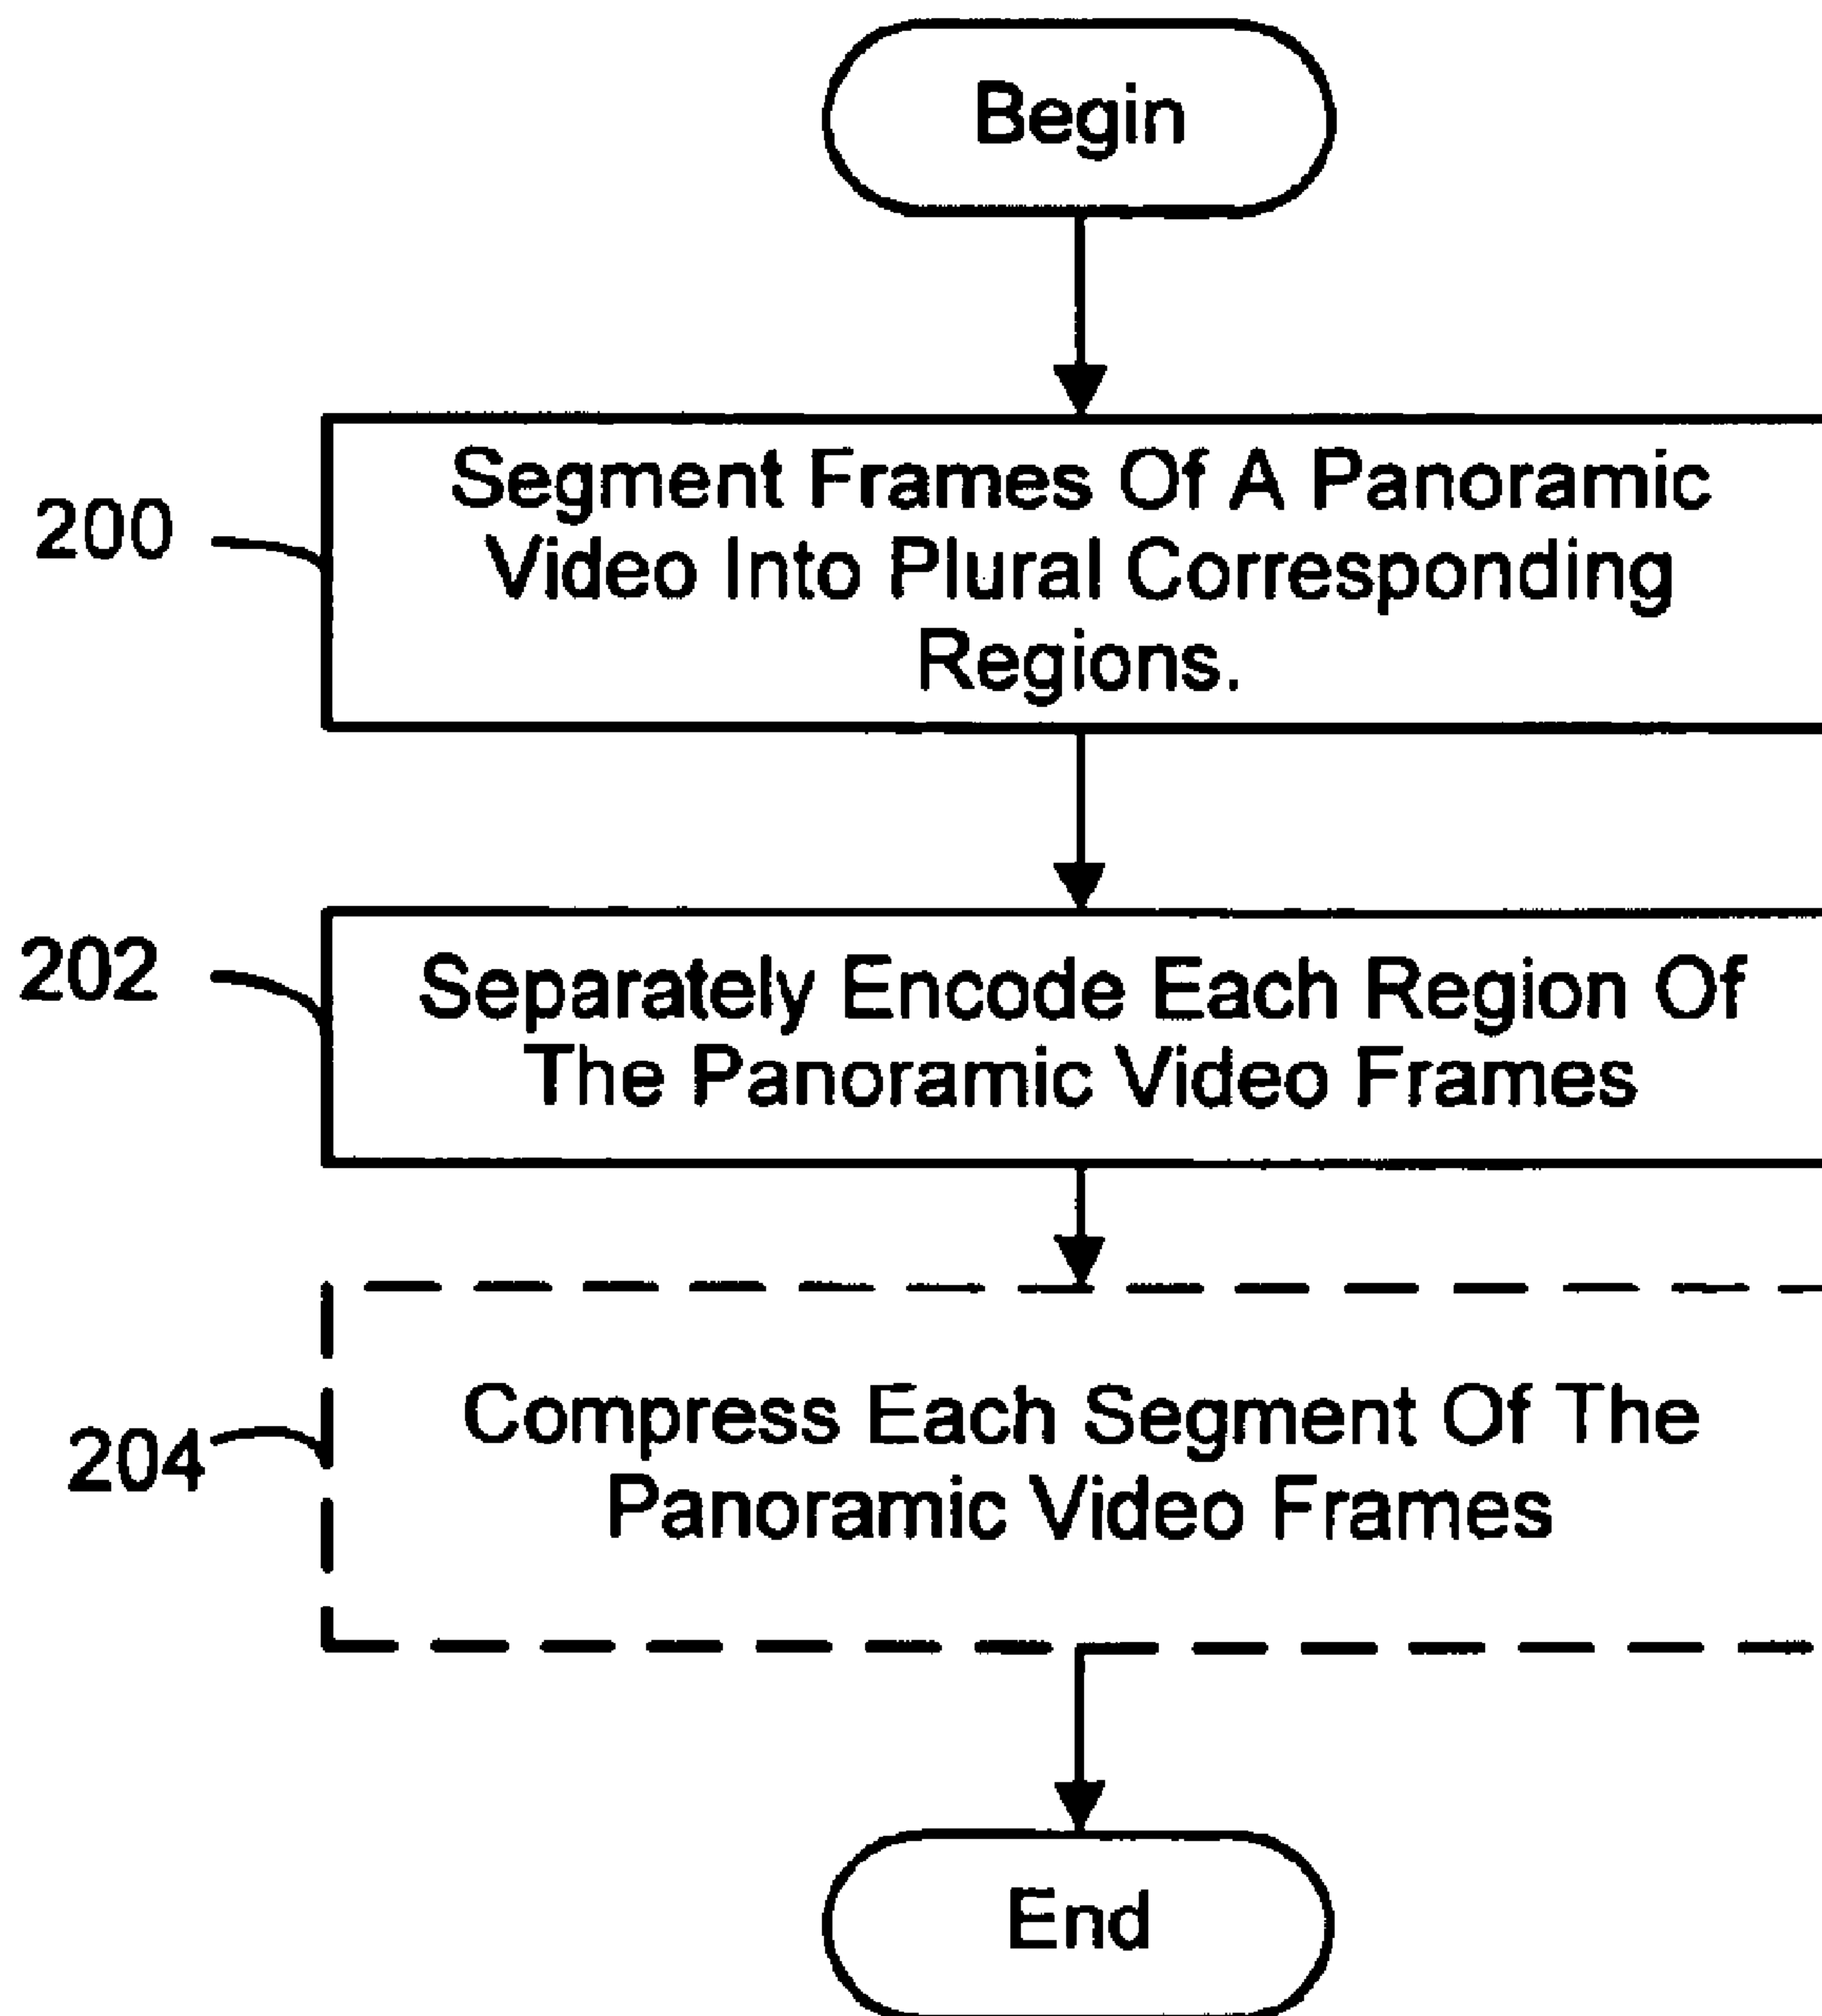 Begin
200
Segment Frames Of A Panoramic
Video Into Plural Corresponding
Regions.
202
Separately Encode Each Region Of
The Panoramic Video Frames
204
Compress Each Segment Of The
Panoramic Video Frames
End